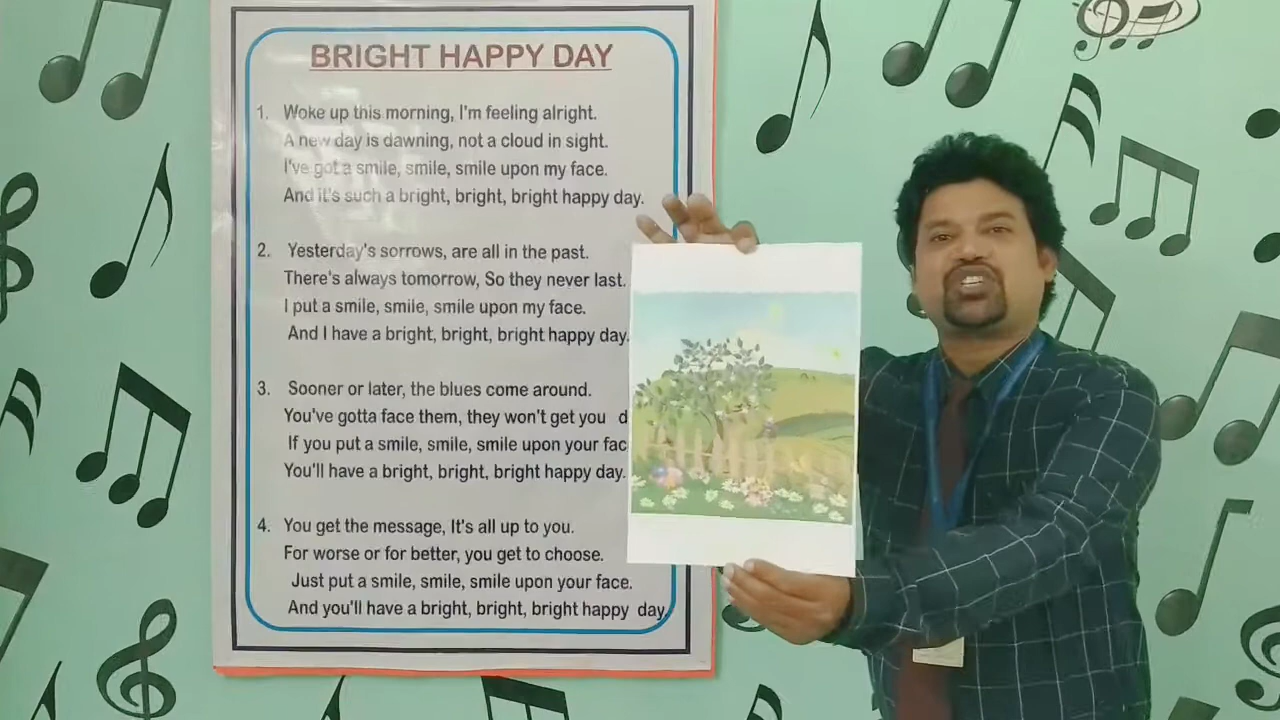 BRIGHT HAPPY DAY
1. Woke up this morning, I'm feeling alright.
A new day is dawning, not a cloud in sight.
I've got a smile, smile, smile upon my face.
And it's such a bright, bright, bright happy day.
2. Yesterday's sorrows, are all in the past.
There's always tomorrow, So they never last.
I put a smile, smile, smile upon my face.
And I have a bright, bright, bright happy day.
3. Sooner or later, the blues come around.
You've gotta face them, they won't get you d
If you put a smile, smile, smile upon your fac
You'll have a bright, bright, bright happy day.
4. You get the message, It's all up to you.
For worse or for better, you get to choose.
Just put a smile, smile, smile upon your face.
And you'll have a bright, bright, bright happy day